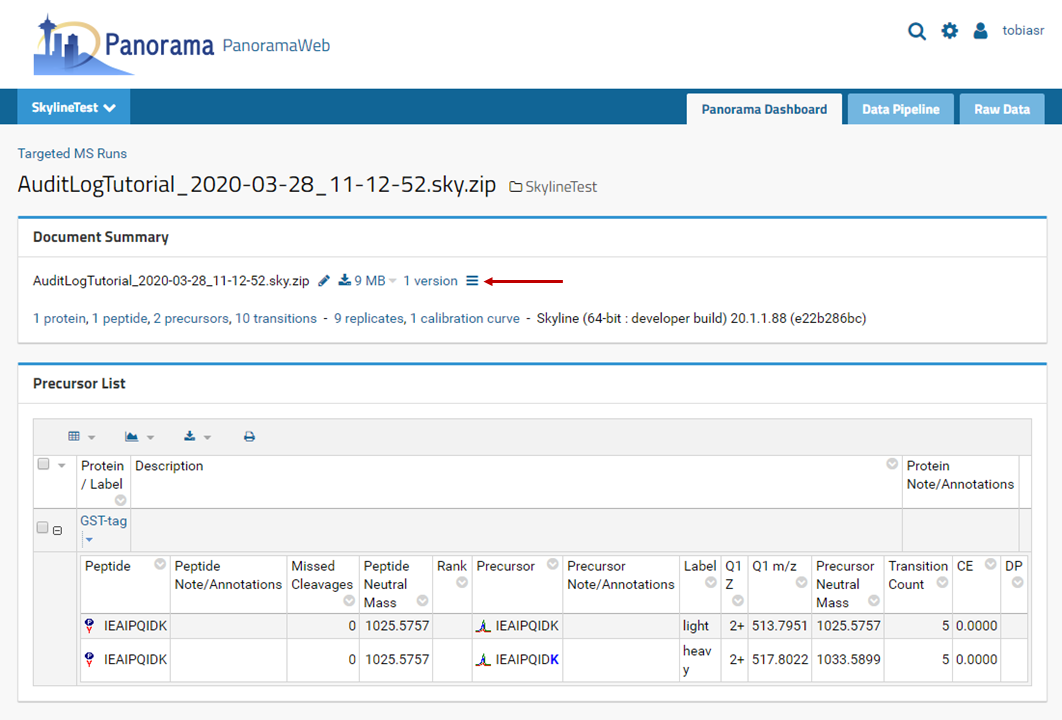 Panorama PanoramaWeb
tobiasr
SkylineTest
Panorama Dashboard Data Pipeline Raw Data
Targeted MS Runs
AuditLogTutorial_2020-03-28_11-12-52.sky.zip SkylineTest
Document Summary
AuditLogTutorial_2020-03-28_11-12-52.sky.zip 9 MB 1 version
1 protein, 1 peptide, 2 precursors, 10 transitions - 9 replicates, 1 calibration curve - Skyline (64-bit : developer build) 20.1.1.88 (e22b286bc)
Precursor List
Protein Description Protein
/ Label Note/Annotations
GST-tag
Peptide Peptide Missed Peptide Rank Precursor Precursor Label Q1 Q1 m/z Precursor Transition CE DP
Note/Annotations Cleavages Neutral Note/Annotations Z Neutral Count
Mass Mass
IEAIPQIDK 0 1025.5757 IEAIPQIDK light 2+ 513.7951 1025.5757 5 0.0000
IEAIPQIDK 0 1025.5757 IEAIPQIDK heav 2+ 517.8022 1033.5899 5 0.0000
y